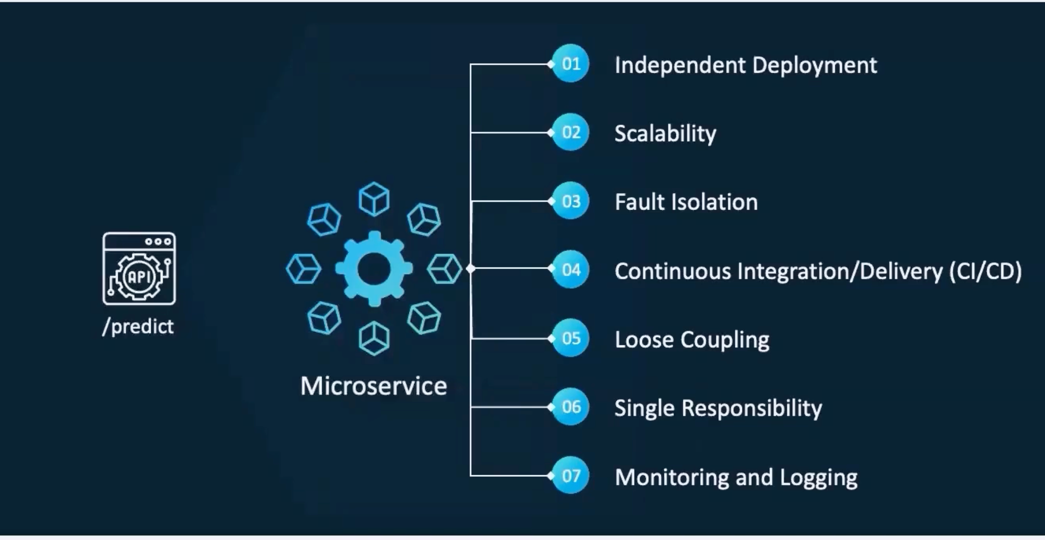 API
/predict
Microservice
01 Independent Deployment
02 Scalability
03 Fault Isolation
04 Continuous Integration/Delivery (CI/CD)
05 Loose Coupling
06 Single Responsibility
07 Monitoring and Logging